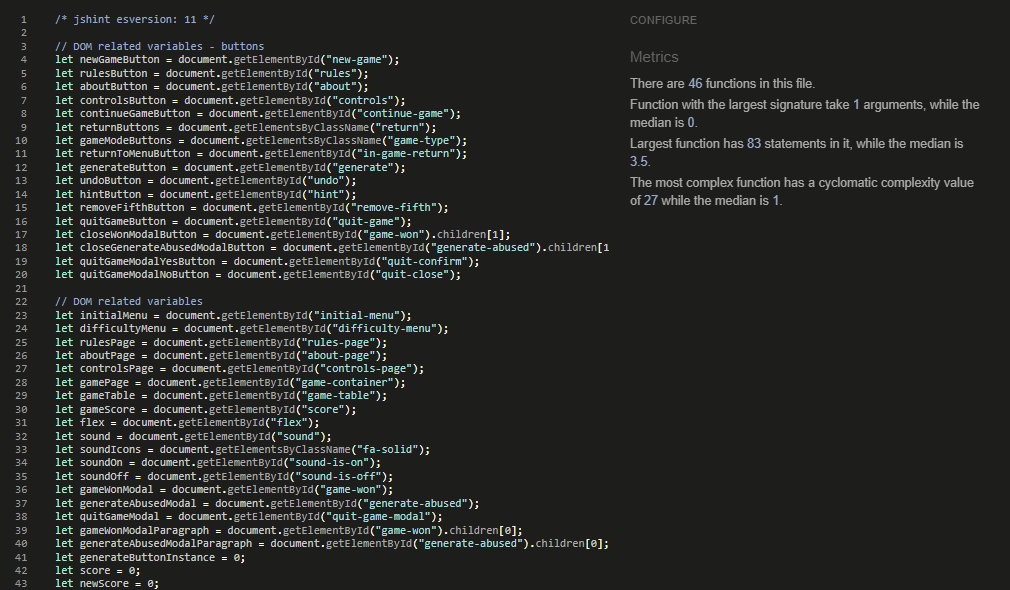 1 /* jshint esversion: 11 */
2
3 // DOM related variables - buttons
4 let newGameButton = document.getElementById("new-game");
5 let rulesButton = document.getElementById("rules");
6 let aboutButton = document.getElementById("about");
7 let controlsButton = document.getElementById("controls");
8 let continueGameButton = document.getElementById("continue-game");
9 let returnButtons = document.getElementsByClassName("return");
10 let gameModeButtons = document.getElementsByClassName("game-type");
11 let returnToMenuButton = document.getElementById("in-game-return");
12 let generateButton = document.getElementById("generate");
13 let undoButton = document.getElementById("undo");
14 let hintButton = document.getElementById("hint");
15 let removeFifthButton = document.getElementById("remove-fifth");
16 let quitGameButton = document.getElementById("quit-game");
17 let closeWonModalButton = document.getElementById("game-won").children[1];
18 let closeGenerateAbusedModalButton = document.getElementById("generate-abused").children[1
19 let quitGameModalYesButton = document.getElementById("quit-confirm");
20 let quitGameModalNoButton = document.getElementById("quit-close");
21
22 // DOM related variables
23 let initialMenu = document.getElementById("initial-menu");
24 let difficultyMenu = document.getElementById("difficulty-menu");
25 let rulesPage = document.getElementById("rules-page");
26 let aboutPage = document.getElementById("about-page");
27 let controlsPage = document.getElementById("controls-page");
28 let gamePage = document.getElementById("game-container");
29 let gameTable = document.getElementById("game-table");
30 let gameScore = document.getElementById("score");
31 let flex = document.getElementById("flex");
32 let sound = document.getElementById("sound");
33 let soundIcons = document.getElementsByClassName("fa-solid");
34 let soundOn = document.getElementById("sound-is-on");
35 let soundOff = document.getElementById("sound-is-off");
36 let gameWonModal = document.getElementById("game-won");
37 let generateAbusedModal = document.getElementById("generate-abused");
38 let quitGameModal = document.getElementById("quit-game-modal");
39 let gameWonModalParagraph = document.getElementById("game-won").children[0];
40 let generateAbusedModalParagraph = document.getElementById("generate-abused").children[0];
41 let generateButtonInstance = 0;
42 let score = 0;
43 let newScore = 0;
CONFIGURE
Metrics
There are 46 functions in this file.
Function with the largest signature take 1 arguments, while the
median is 0.
Largest function has 83 statements in it, while the median is
3.5.
The most complex function has a cyclomatic complexity value
of 27 while the median is 1.